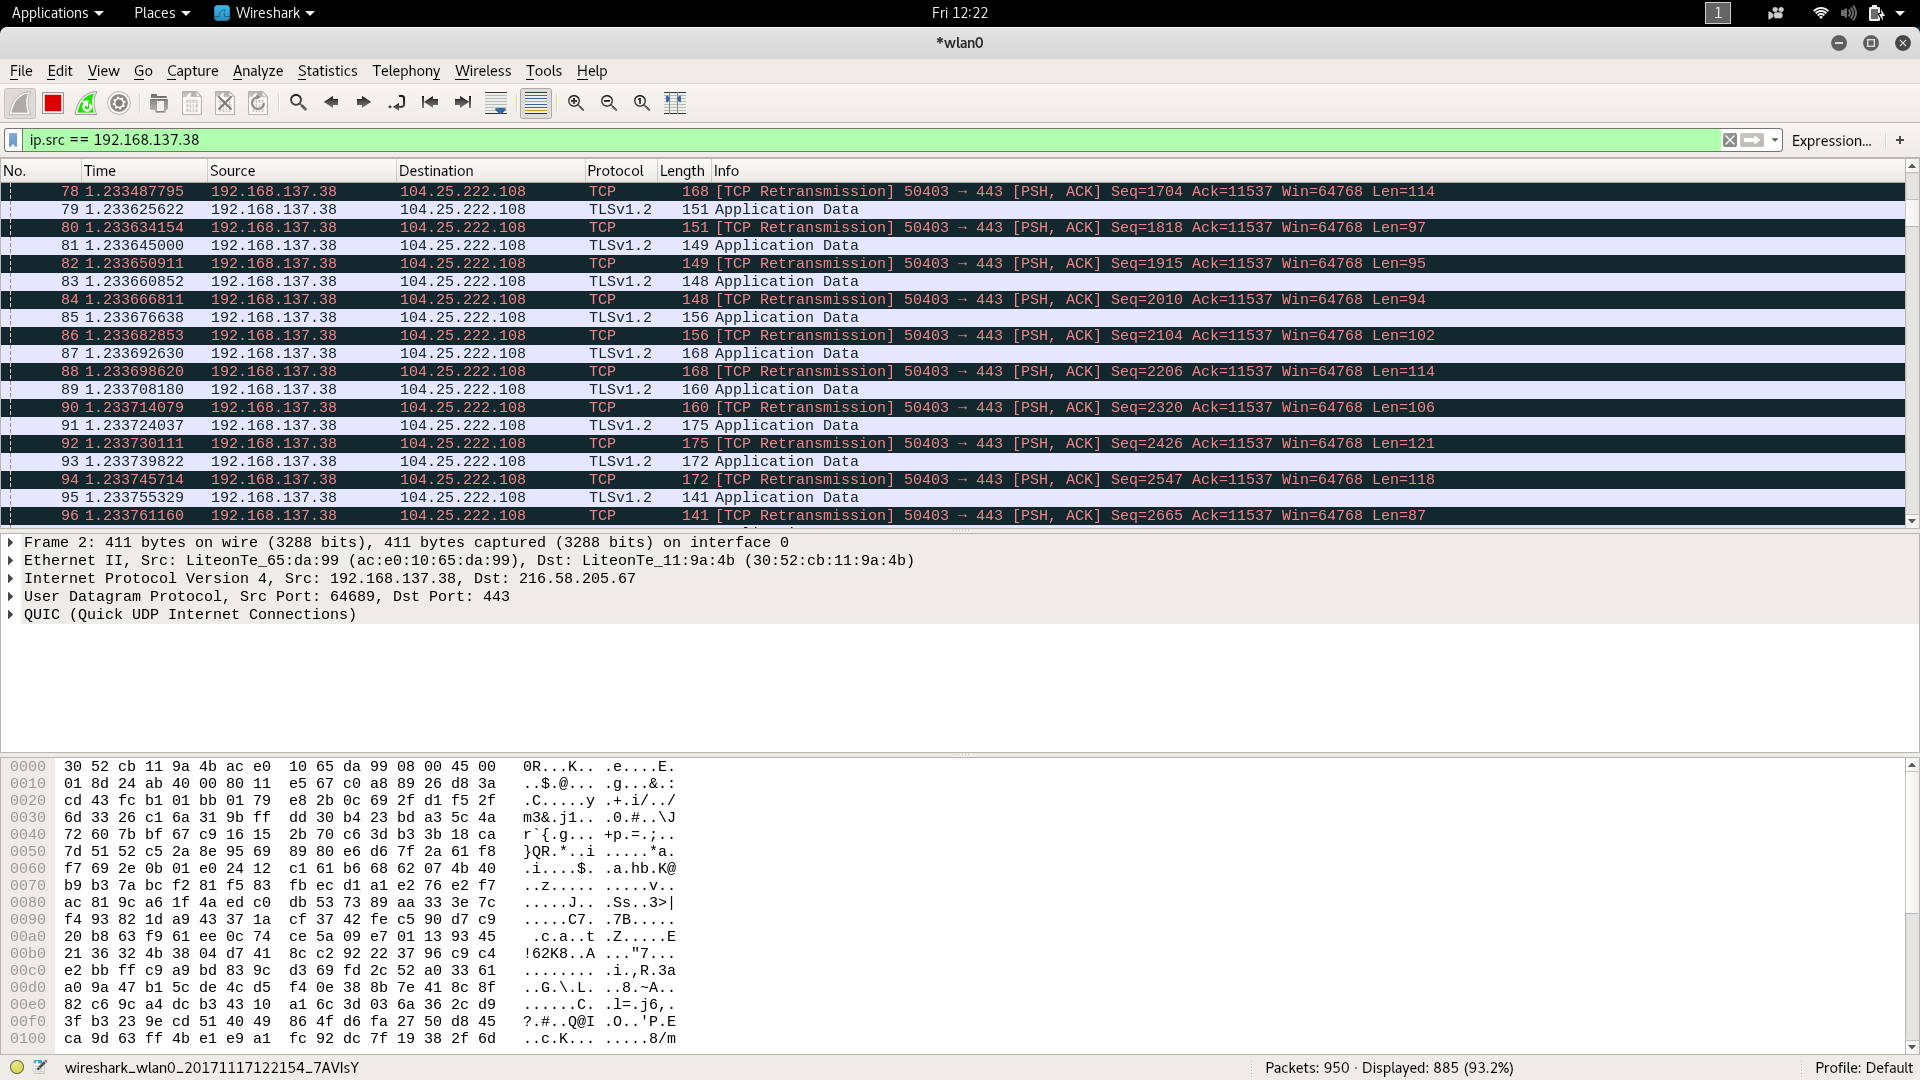 Applications Places Wireshark Fri 12:22 1
*wlan0
File Edit View Go Capture Analyze Statistics Telephony Wireless Tools Help
ip.src == 192.168.137.38 Expression... +
No. Time Source Destination Protocol Length Info
78 1.233487795 192.168.137.38 104.25.222.108 TCP 168 [TCP Retransmission] 50403 → 443 [PSH, ACK] Seq=1704 Ack=11537 Win=64768 Len=114
79 1.233625622 192.168.137.38 104.25.222.108 TLSv1.2 151 Application Data
80 1.233634154 192.168.137.38 104.25.222.108 TCP 151 [TCP Retransmission] 50403 → 443 [PSH, ACK] Seq=1818 Ack=11537 Win=64768 Len=97
81 1.233645000 192.168.137.38 104.25.222.108 TLSv1.2 149 Application Data
82 1.233650911 192.168.137.38 104.25.222.108 TCP 149 [TCP Retransmission] 50403 → 443 [PSH, ACK] Seq=1915 Ack=11537 Win=64768 Len=95
83 1.233660852 192.168.137.38 104.25.222.108 TLSv1.2 148 Application Data
84 1.233666811 192.168.137.38 104.25.222.108 TCP 148 [TCP Retransmission] 50403 → 443 [PSH, ACK] Seq=2010 Ack=11537 Win=64768 Len=94
85 1.233676638 192.168.137.38 104.25.222.108 TLSv1.2 156 Application Data
86 1.233682853 192.168.137.38 104.25.222.108 TCP 156 [TCP Retransmission] 50403 → 443 [PSH, ACK] Seq=2104 Ack=11537 Win=64768 Len=102
87 1.233692630 192.168.137.38 104.25.222.108 TLSv1.2 168 Application Data
88 1.233698620 192.168.137.38 104.25.222.108 TCP 168 [TCP Retransmission] 50403 → 443 [PSH, ACK] Seq=2206 Ack=11537 Win=64768 Len=114
89 1.233708180 192.168.137.38 104.25.222.108 TLSv1.2 160 Application Data
90 1.233714079 192.168.137.38 104.25.222.108 TCP 160 [TCP Retransmission] 50403 → 443 [PSH, ACK] Seq=2320 Ack=11537 Win=64768 Len=106
91 1.233724037 192.168.137.38 104.25.222.108 TLSv1.2 175 Application Data
92 1.233730111 192.168.137.38 104.25.222.108 TCP 175 [TCP Retransmission] 50403 → 443 [PSH, ACK] Seq=2426 Ack=11537 Win=64768 Len=121
93 1.233739822 192.168.137.38 104.25.222.108 TLSv1.2 172 Application Data
94 1.233745714 192.168.137.38 104.25.222.108 TCP 172 [TCP Retransmission] 50403 → 443 [PSH, ACK] Seq=2547 Ack=11537 Win=64768 Len=118
95 1.233755329 192.168.137.38 104.25.222.108 TLSv1.2 141 Application Data
96 1.233761160 192.168.137.38 104.25.222.108 TCP 141 [TCP Retransmission] 50403 → 443 [PSH, ACK] Seq=2665 Ack=11537 Win=64768 Len=87
Frame 2: 411 bytes on wire (3288 bits), 411 bytes captured (3288 bits) on interface 0
Ethernet II, Src: LiteonTe_65:da:99 (ac:e0:10:65:da:99), Dst: LiteonTe_11:9a:4b (30:52:cb:11:9a:4b)
Internet Protocol Version 4, Src: 192.168.137.38, Dst: 216.58.205.67
User Datagram Protocol, Src Port: 64689, Dst Port: 443
QUIC (Quick UDP Internet Connections)
0000 30 52 cb 11 9a 4b ac e0 10 65 da 99 08 00 45 00 0R...K.. .e....E.
0010 01 8d 24 ab 40 00 80 11 e5 67 c0 a8 89 26 d8 3a ..$.@... .g...&.:
0020 cd 43 fc b1 01 bb 01 79 e8 2b 0c 69 2f d1 f5 2f .C.....y .+.i/../
0030 6d 33 26 c1 6a 31 9b ff dd 30 b4 23 bd a3 5c 4a m3&.j1.. .0.#..\J
0040 72 60 7b bf 67 c9 16 15 2b 70 c6 3d b3 3b 18 ca r`{.g... +p.=.;..
0050 7d 51 52 c5 2a 8e 95 69 89 80 e6 d6 7f 2a 61 f8 }QR.*..i .....*a.
0060 f7 69 2e 0b 01 e0 24 12 c1 61 b6 68 62 07 4b 40 .i....$. .a.hb.K@
0070 b9 b3 7a bc f2 81 f5 83 fb ec d1 a1 e2 76 e2 f7 ..z..... .....v..
0080 ac 81 9c a6 1f 4a ed c0 db 53 73 89 aa 33 3e 7c .....J.. .Ss..3>|
0090 f4 93 82 1d a9 43 37 1a cf 37 42 fe c5 90 d7 c9 .....C7. .7B.....
00a0 20 b8 63 f9 61 ee 0c 74 ce 5a 09 e7 01 13 93 45 .c.a..t .Z.....E
00b0 21 36 32 4b 38 04 d7 41 8c c2 92 22 37 96 c9 c4 !62K8..A ..."7...
00c0 e2 bb ff c9 a9 bd 83 9c d3 69 fd 2c 52 a0 33 61 ........ .i.,R.3a
00d0 a0 9a 47 b1 5c de 4c d5 f4 0e 38 8b 7e 41 8c 8f ..G.\.L. ..8.~A..
00e0 82 c6 9c a4 dc b3 43 10 a1 6c 3d 03 6a 36 2c d9 ......C. .l=.j6,.
00f0 3f b3 23 9e cd 51 40 49 86 4f d6 fa 27 50 d8 45 ?.#..Q@I .O..'P.E
0100 ca 9d 63 ff 4b e1 e9 a1 fc 92 dc 7f 19 38 2f 6d ..c.K... .....8/m
wireshark_wlan0_20171117122154_7AVIsY Packets: 950 · Displayed: 885 (93.2%) Profile: Default